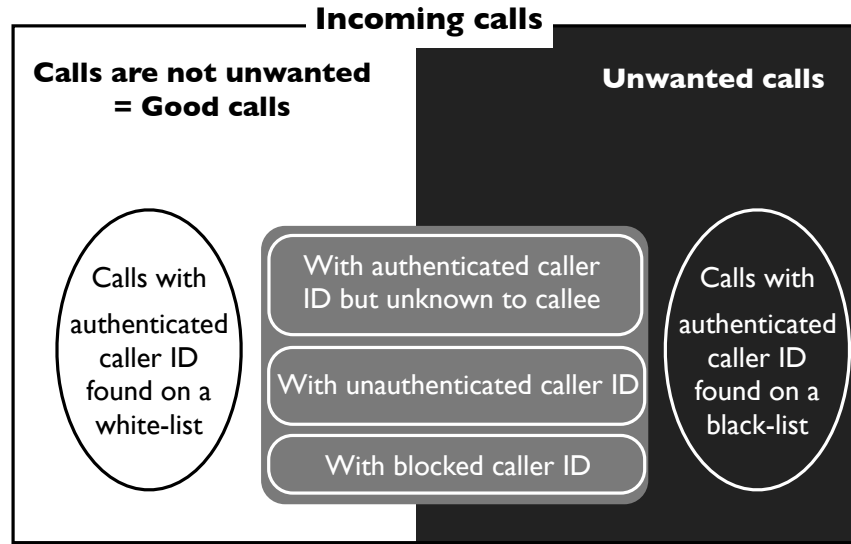 Incoming calls
Calls are not unwanted
= Good calls
Unwanted calls
Calls with
authenticated
caller ID
found on a
white-list
With authenticated caller
ID but unknown to callee
With unauthenticated caller ID
With blocked caller ID
Calls with
authenticated
caller ID
found on a
black-list